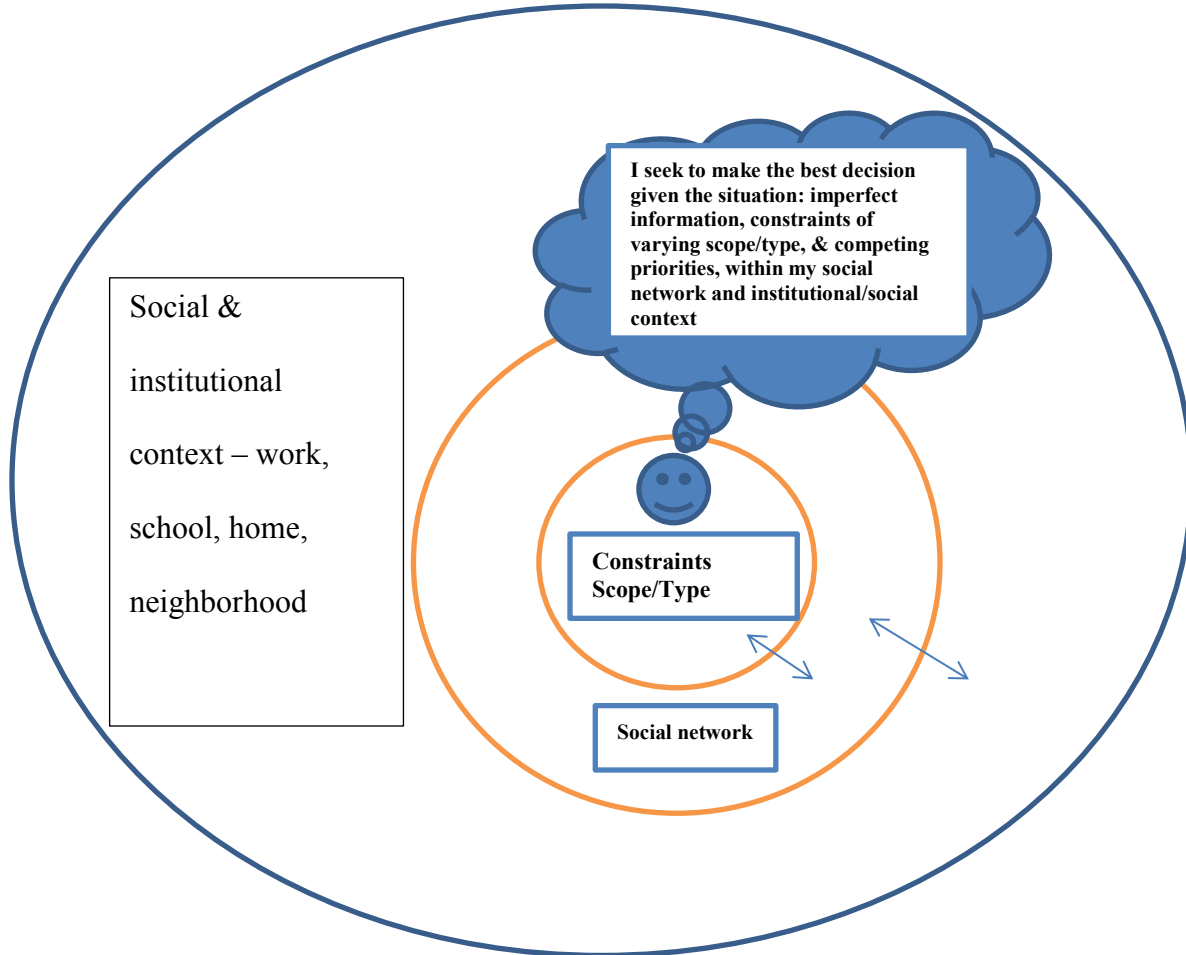 I seek to make the best decision
given the situation: imperfect
information, constraints of
varying scope/type, & competing
priorities, within my social
network and institutional/social
context
Social &
institutional
context – work,
school, home,
neighborhood
Constraints
Scope/Type
Social network